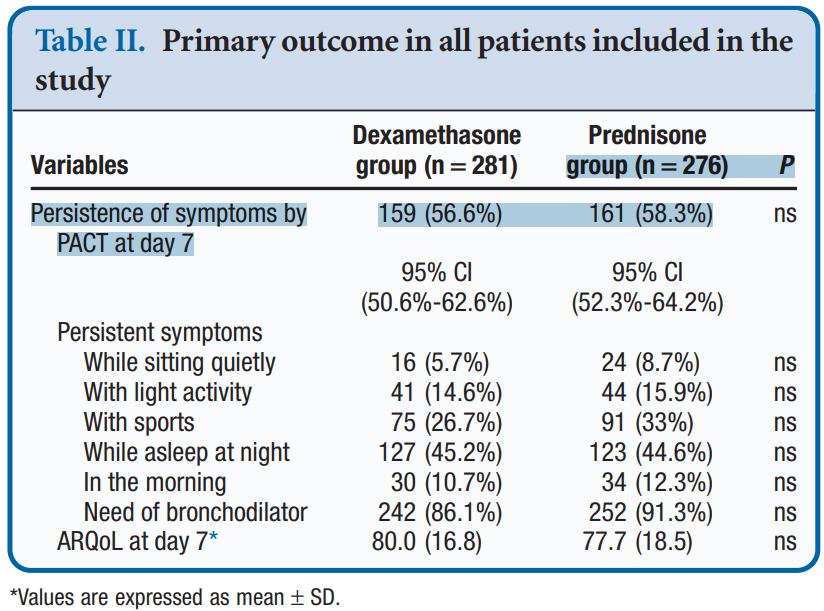 Table II. Primary outcome in all patients included in the
study
Dexamethasone Prednisone
Variables group (n = 281) group (n = 276) P
Persistence of symptoms by 159 (56.6%) 161 (58.3%) ns
PACT at day 7
95% CI 95% CI
(50.6%-62.6%) (52.3%-64.2%)
Persistent symptoms
While sitting quietly 16 (5.7%) 24 (8.7%) ns
With light activity 41 (14.6%) 44 (15.9%) ns
With sports 75 (26.7%) 91 (33%) ns
While asleep at night 127 (45.2%) 123 (44.6%) ns
In the morning 30 (10.7%) 34 (12.3%) ns
Need of bronchodilator 242 (86.1%) 252 (91.3%) ns
ARQoL at day 7* 80.0 (16.8) 77.7 (18.5) ns
*Values are expressed as mean ± SD.